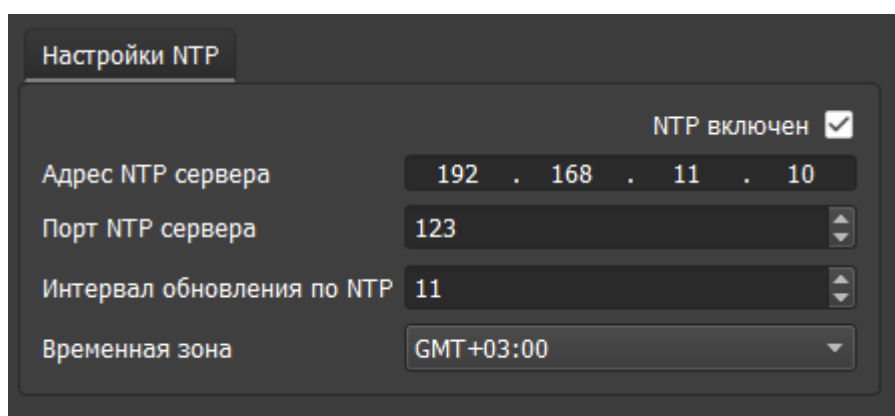 Настройки NTP
NTP включен
Адрес NTP сервера 192 . 168 . 11 . 10
Порт NTP сервера 123
Интервал обновления по NTP 11
Временная зона GMT+03:00